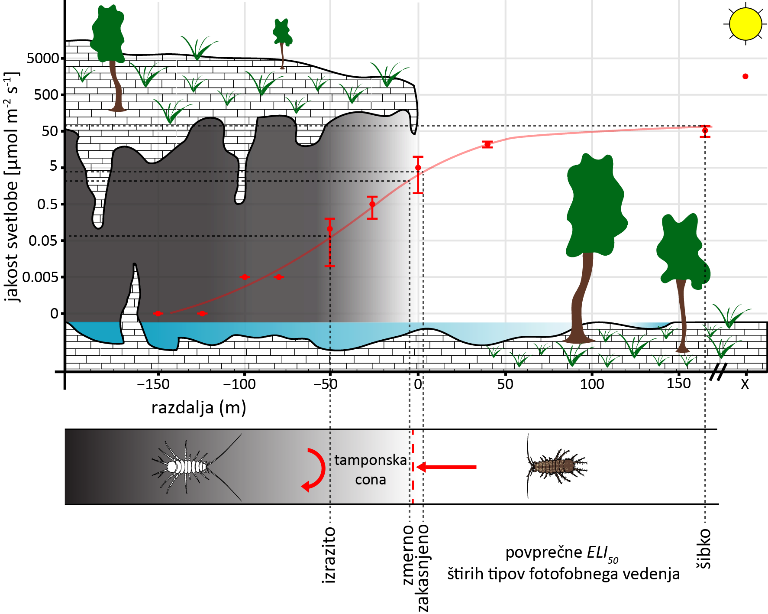 jakost svetlobe [µmol m⁻² s⁻¹]
5000
500
50
5
0.5
0.05
0.005
0
−150
−100
−50
0
50
100
150
X
razdalja (m)
tamponska
cona
izrazito
zmerno
zakasnjeno
šibko
povprečne ELI₅₀
štirih tipov fotofobnega vedenja